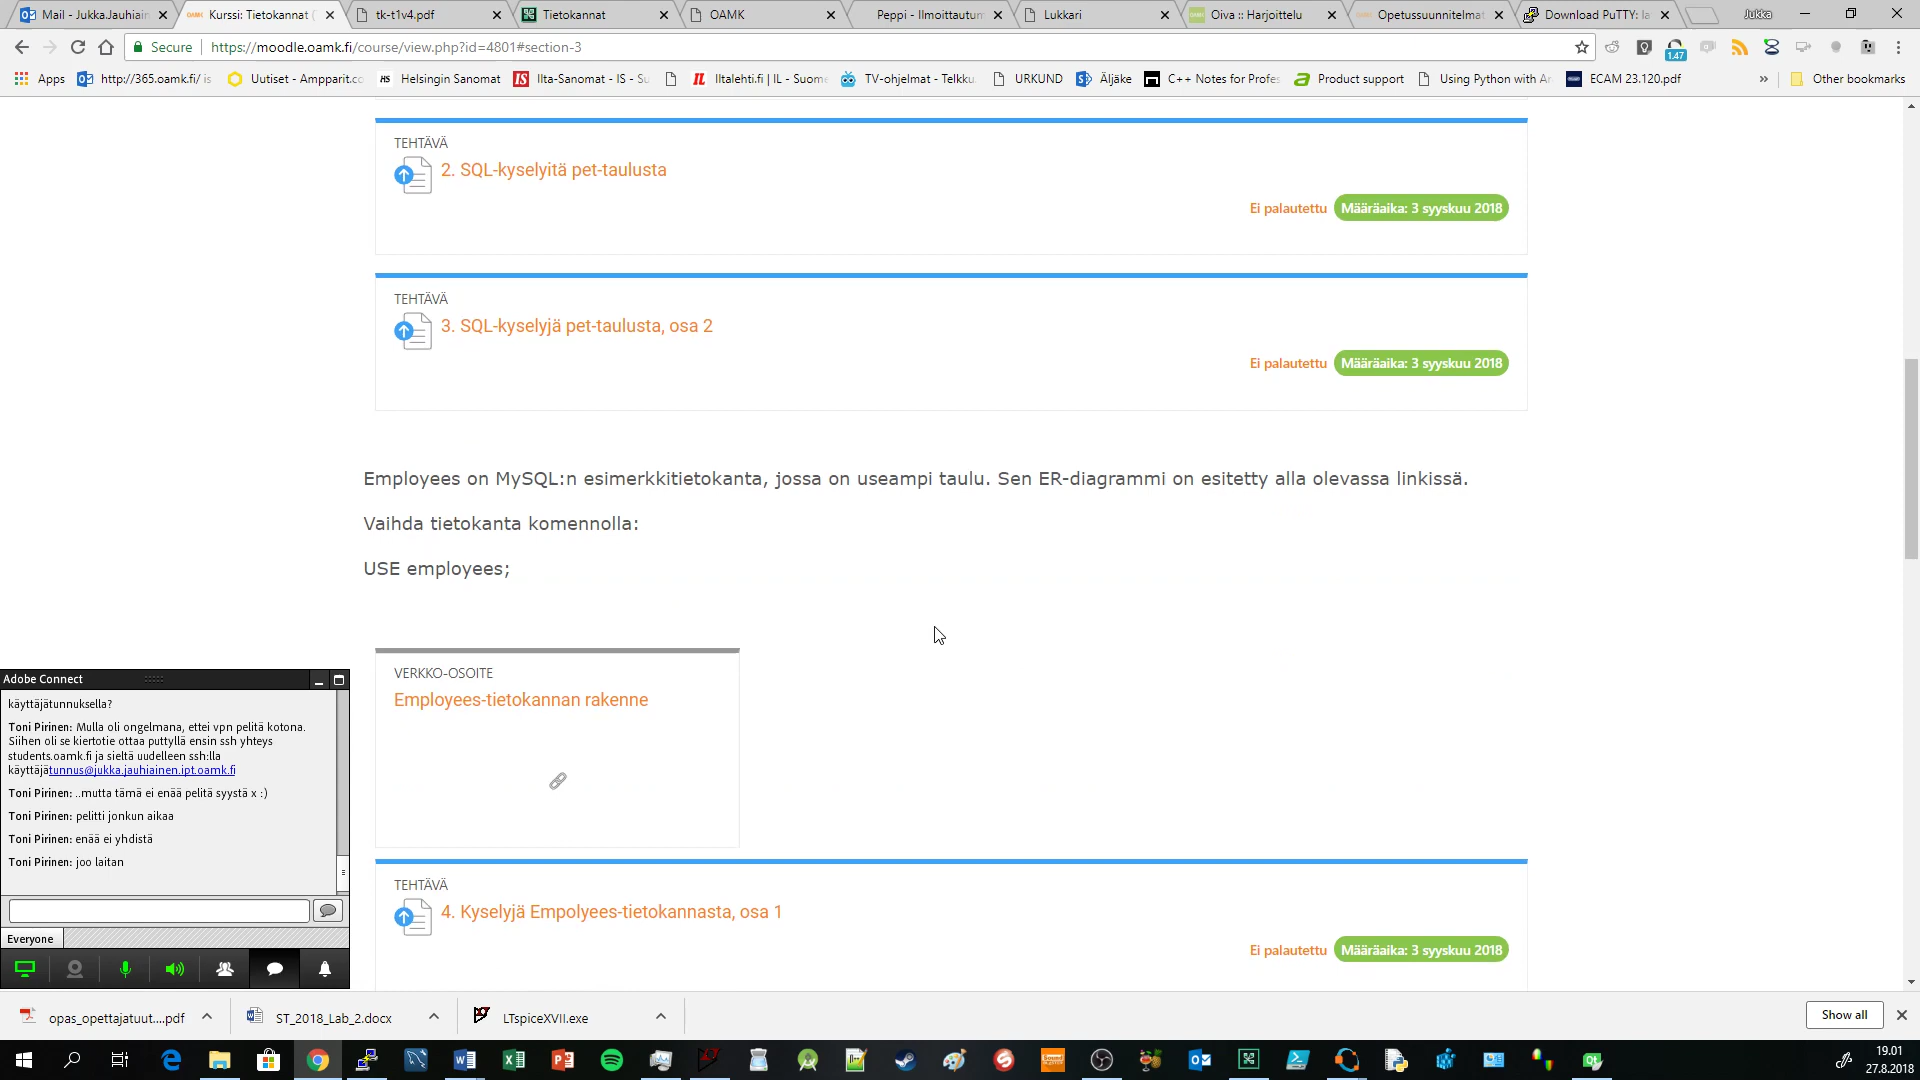 Mail - Jukka.Jauhiain
Kurssi: Tietokannat (
tk-t1v4.pdf
Tietokannat
OAMK
Peppi - Ilmoittautum
Lukkari
Oiva :: Harjoittelu
Opetussuunnitelmat
Download PuTTY: la
Jukka
Secure
https://moodle.oamk.fi/course/view.php?id=4801#section-3
1.47
Apps
http://365.oamk.fi/ is
Uutiset - Ampparit.co
HS Helsingin Sanomat
IS Ilta-Sanomat - IS - Su
IL Iltalehti.fi | IL - Suome
TV-ohjelmat - Telkku.
URKUND
Äljäke
C++ Notes for Profes
Product support
Using Python with Ar
ECAM 23.120.pdf
»
Other bookmarks
TEHTÄVÄ
2. SQL-kyselyitä pet-taulusta
Ei palautettu Määräaika: 3 syyskuu 2018
TEHTÄVÄ
3. SQL-kyselyjä pet-taulusta, osa 2
Ei palautettu Määräaika: 3 syyskuu 2018
Employees on MySQL:n esimerkkitietokanta, jossa on useampi taulu. Sen ER-diagrammi on esitetty alla olevassa linkissä.
Vaihda tietokanta komennolla:
USE employees;
VERKKO-OSOITE
Employees-tietokannan rakenne
TEHTÄVÄ
4. Kyselyjä Empolyees-tietokannasta, osa 1
Ei palautettu Määräaika: 3 syyskuu 2018
Adobe Connect
käyttäjätunnuksella?
Toni Pirinen: Mulla oli ongelmana, ettei vpn pelitä kotona.
Siihen oli se kiertotie ottaa puttyllä ensin ssh yhteys
students.oamk.fi ja sieltä uudelleen ssh:lla
käyttäjätunnus@jukka.jauhiainen.ipt.oamk.fi
Toni Pirinen: ..mutta tämä ei enää pelitä syystä x :)
Toni Pirinen: pelitti jonkun aikaa
Toni Pirinen: enää ei yhdistä
Toni Pirinen: joo laitan
Everyone
opas_opettajatuut....pdf
ST_2018_Lab_2.docx
LTspiceXVII.exe
Show all
19.01
27.8.2018